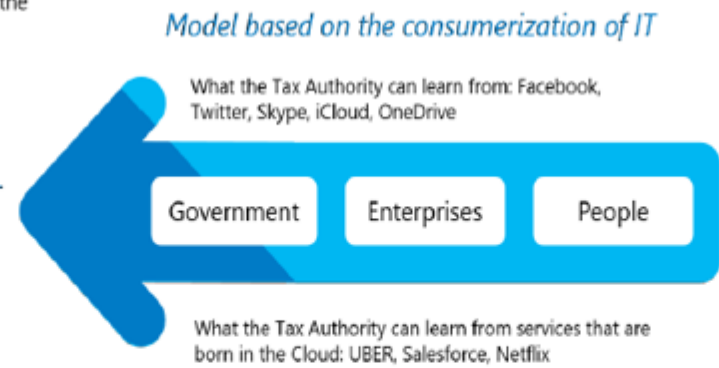 the
Model based on the consumerization of IT
What the Tax Authority can learn from: Facebook,
Twitter, Skype, iCloud, OneDrive
Government
Enterprises
People
What the Tax Authority can learn from services that are
born in the Cloud: UBER, Salesforce, Netflix